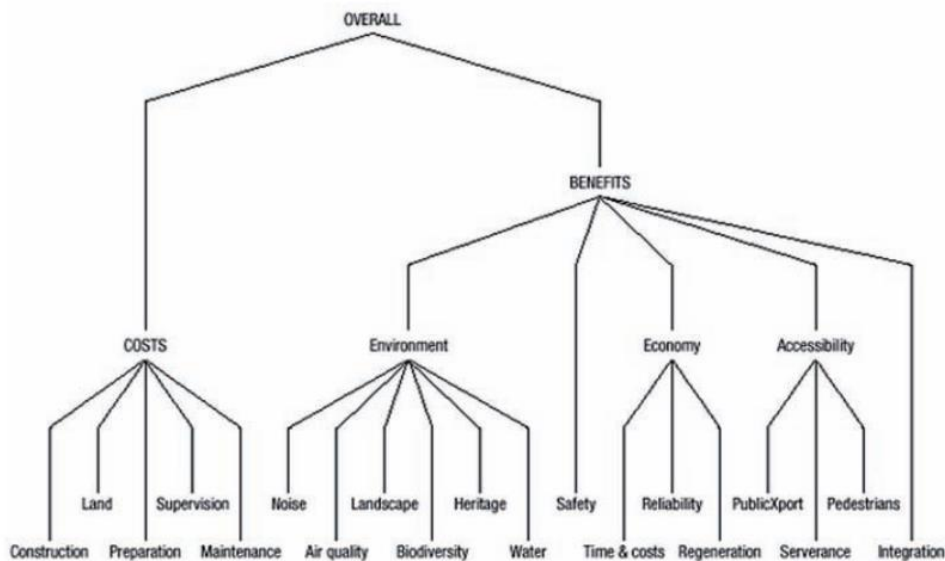 OVERALL
BENEFITS
COSTS Environment Economy Accessibility
Land Supervision Noise Landscape Heritage Safety Reliability PublicXport Pedestrians
Construction Preparation Maintenance Air quality Biodiversity Water Time & costs Regeneration Serverance Integration